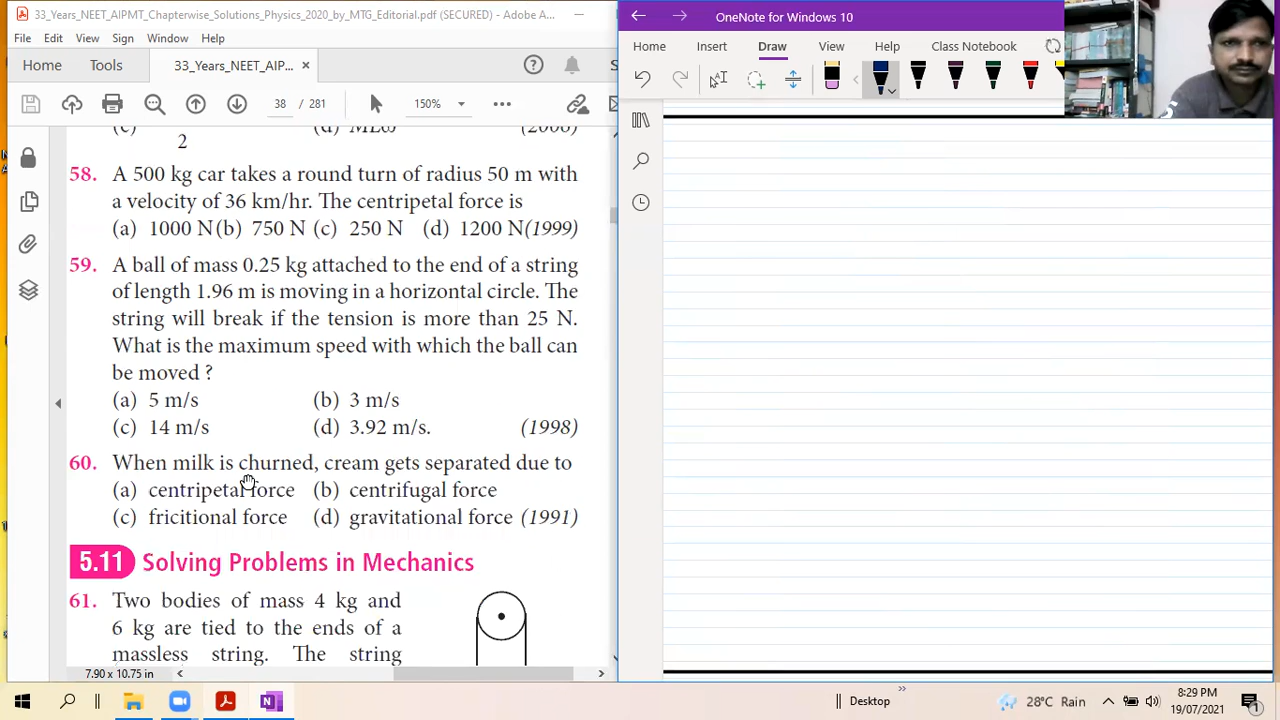 33_Years_NEET_AIPMT_Chapterwise_Solutions_Physics_2020_by_MTG_Editorial.pdf (SECURED) - Adobe A...
File Edit View Sign Window Help
Home Tools 33_Years_NEET_AIP... ×
38 / 281 150%
(d) (2006)
2
58. A 500 kg car takes a round turn of radius 50 m with
a velocity of 36 km/hr. The centripetal force is
(a) 1000 N(b) 750 N (c) 250 N (d) 1200 N(1999)
59. A ball of mass 0.25 kg attached to the end of a string
of length 1.96 m is moving in a horizontal circle. The
string will break if the tension is more than 25 N.
What is the maximum speed with which the ball can
be moved ?
(a) 5 m/s (b) 3 m/s
(c) 14 m/s (d) 3.92 m/s. (1998)
60. When milk is churned, cream gets separated due to
(a) centripetal force (b) centrifugal force
(c) fricitional force (d) gravitational force (1991)
5.11 Solving Problems in Mechanics
61. Two bodies of mass 4 kg and
6 kg are tied to the ends of a
massless string. The string
7.90 x 10.75 in
OneNote for Windows 10
Home Insert Draw View Help Class Notebook
Desktop
28°C Rain
8:29 PM
19/07/2021